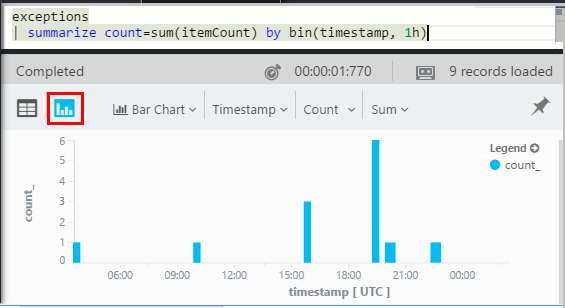 exceptions
| summarize count=sum(itemCount) by bin(timestamp, 1h)
Completed 00:00:01:770 9 records loaded
Bar Chart Timestamp Count Sum
6
5
4
3
2
1
0
count_
Legend
count_
06:00 09:00 12:00 15:00 18:00 21:00 00:00
timestamp [ UTC ]